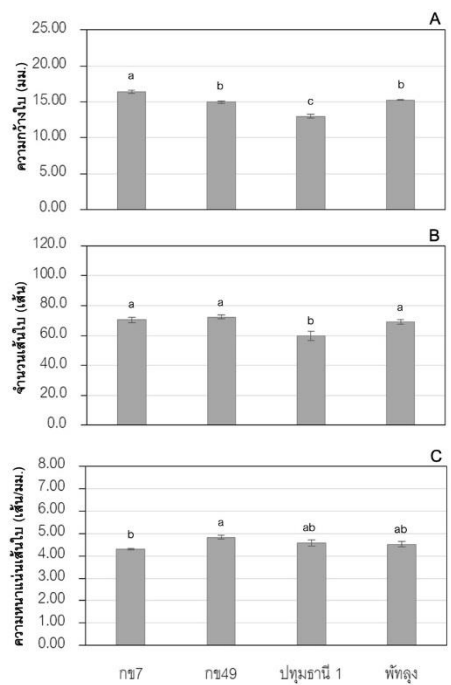 A
25.00
20.00
15.00
10.00
5.00
0.00
ความกว้างใบ (มม.)
a
b
c
b
B
120.0
100.0
80.0
60.0
40.0
20.0
0.0
จำนวนเส้นใบ (เส้น)
a
a
b
a
C
8.00
7.00
6.00
5.00
4.00
3.00
2.00
1.00
0.00
ความหนาแน่นเส้นใบ (เส้น/มม.)
b
a
ab
ab
กข7 กข49 ปทุมธานี 1 พัทลุง